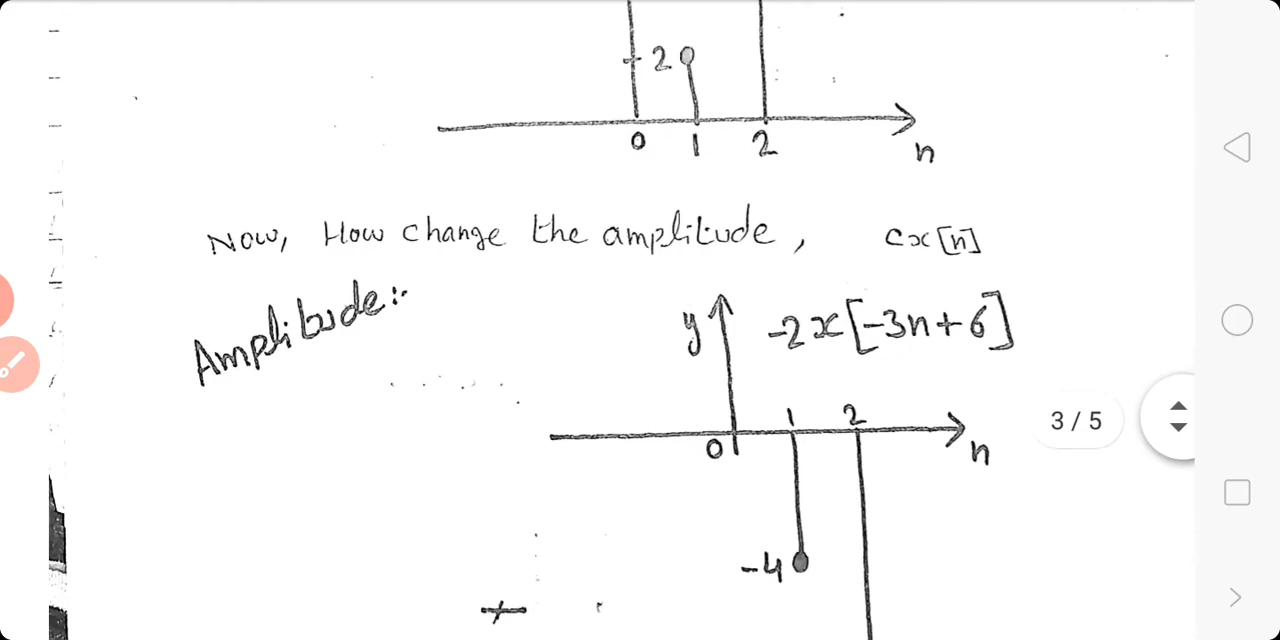 2
0 1 2
n
Now, How change the amplitude, cx[n]
Amplitude:-
y -2x[-3n+6]
1 2
0 n
3 / 5
-4